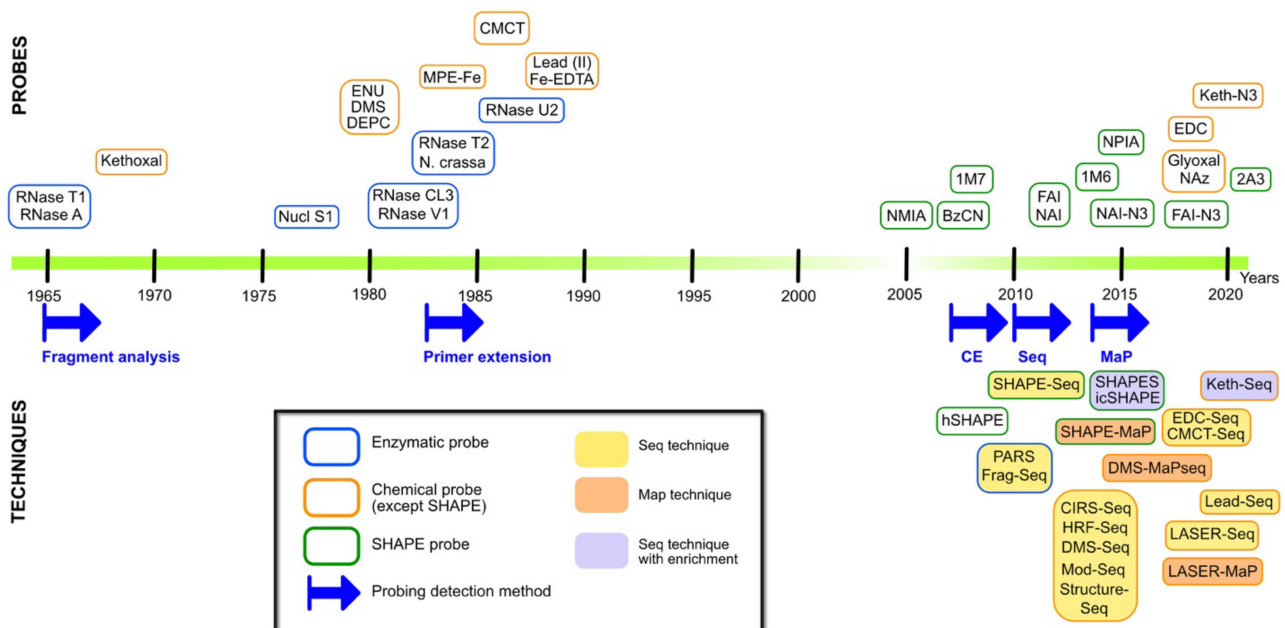 PROBES
CMCT
MPE-Fe
Lead (II)
Fe-EDTA
ENU
DMS
DEPC
RNase U2
Keth-N3
EDC
NPIA
RNase T2
N. crassa
Kethoxal
Glyoxal
NAz
1M7
1M6
2A3
RNase T1
RNase A
Nucl S1
RNase CL3
RNase V1
NMIA
BzCN
FAI
NAI
NAI-N3
FAI-N3
1965
1970
1975
1980
1985
1990
1995
2000
2005
2010
2015
2020
Years
Fragment analysis
Primer extension
CE
Seq
MaP
TECHNIQUES
SHAPE-Seq
SHAPES
icSHAPE
Keth-Seq
hSHAPE
SHAPE-MaP
EDC-Seq
CMCT-Seq
PARS
Frag-Seq
DMS-MaPseq
CIRS-Seq
HRF-Seq
DMS-Seq
Mod-Seq
Structure-
Seq
Lead-Seq
LASER-Seq
LASER-MaP
Enzymatic probe
Chemical probe
(except SHAPE)
SHAPE probe
Probing detection method
Seq technique
Map technique
Seq technique
with enrichment